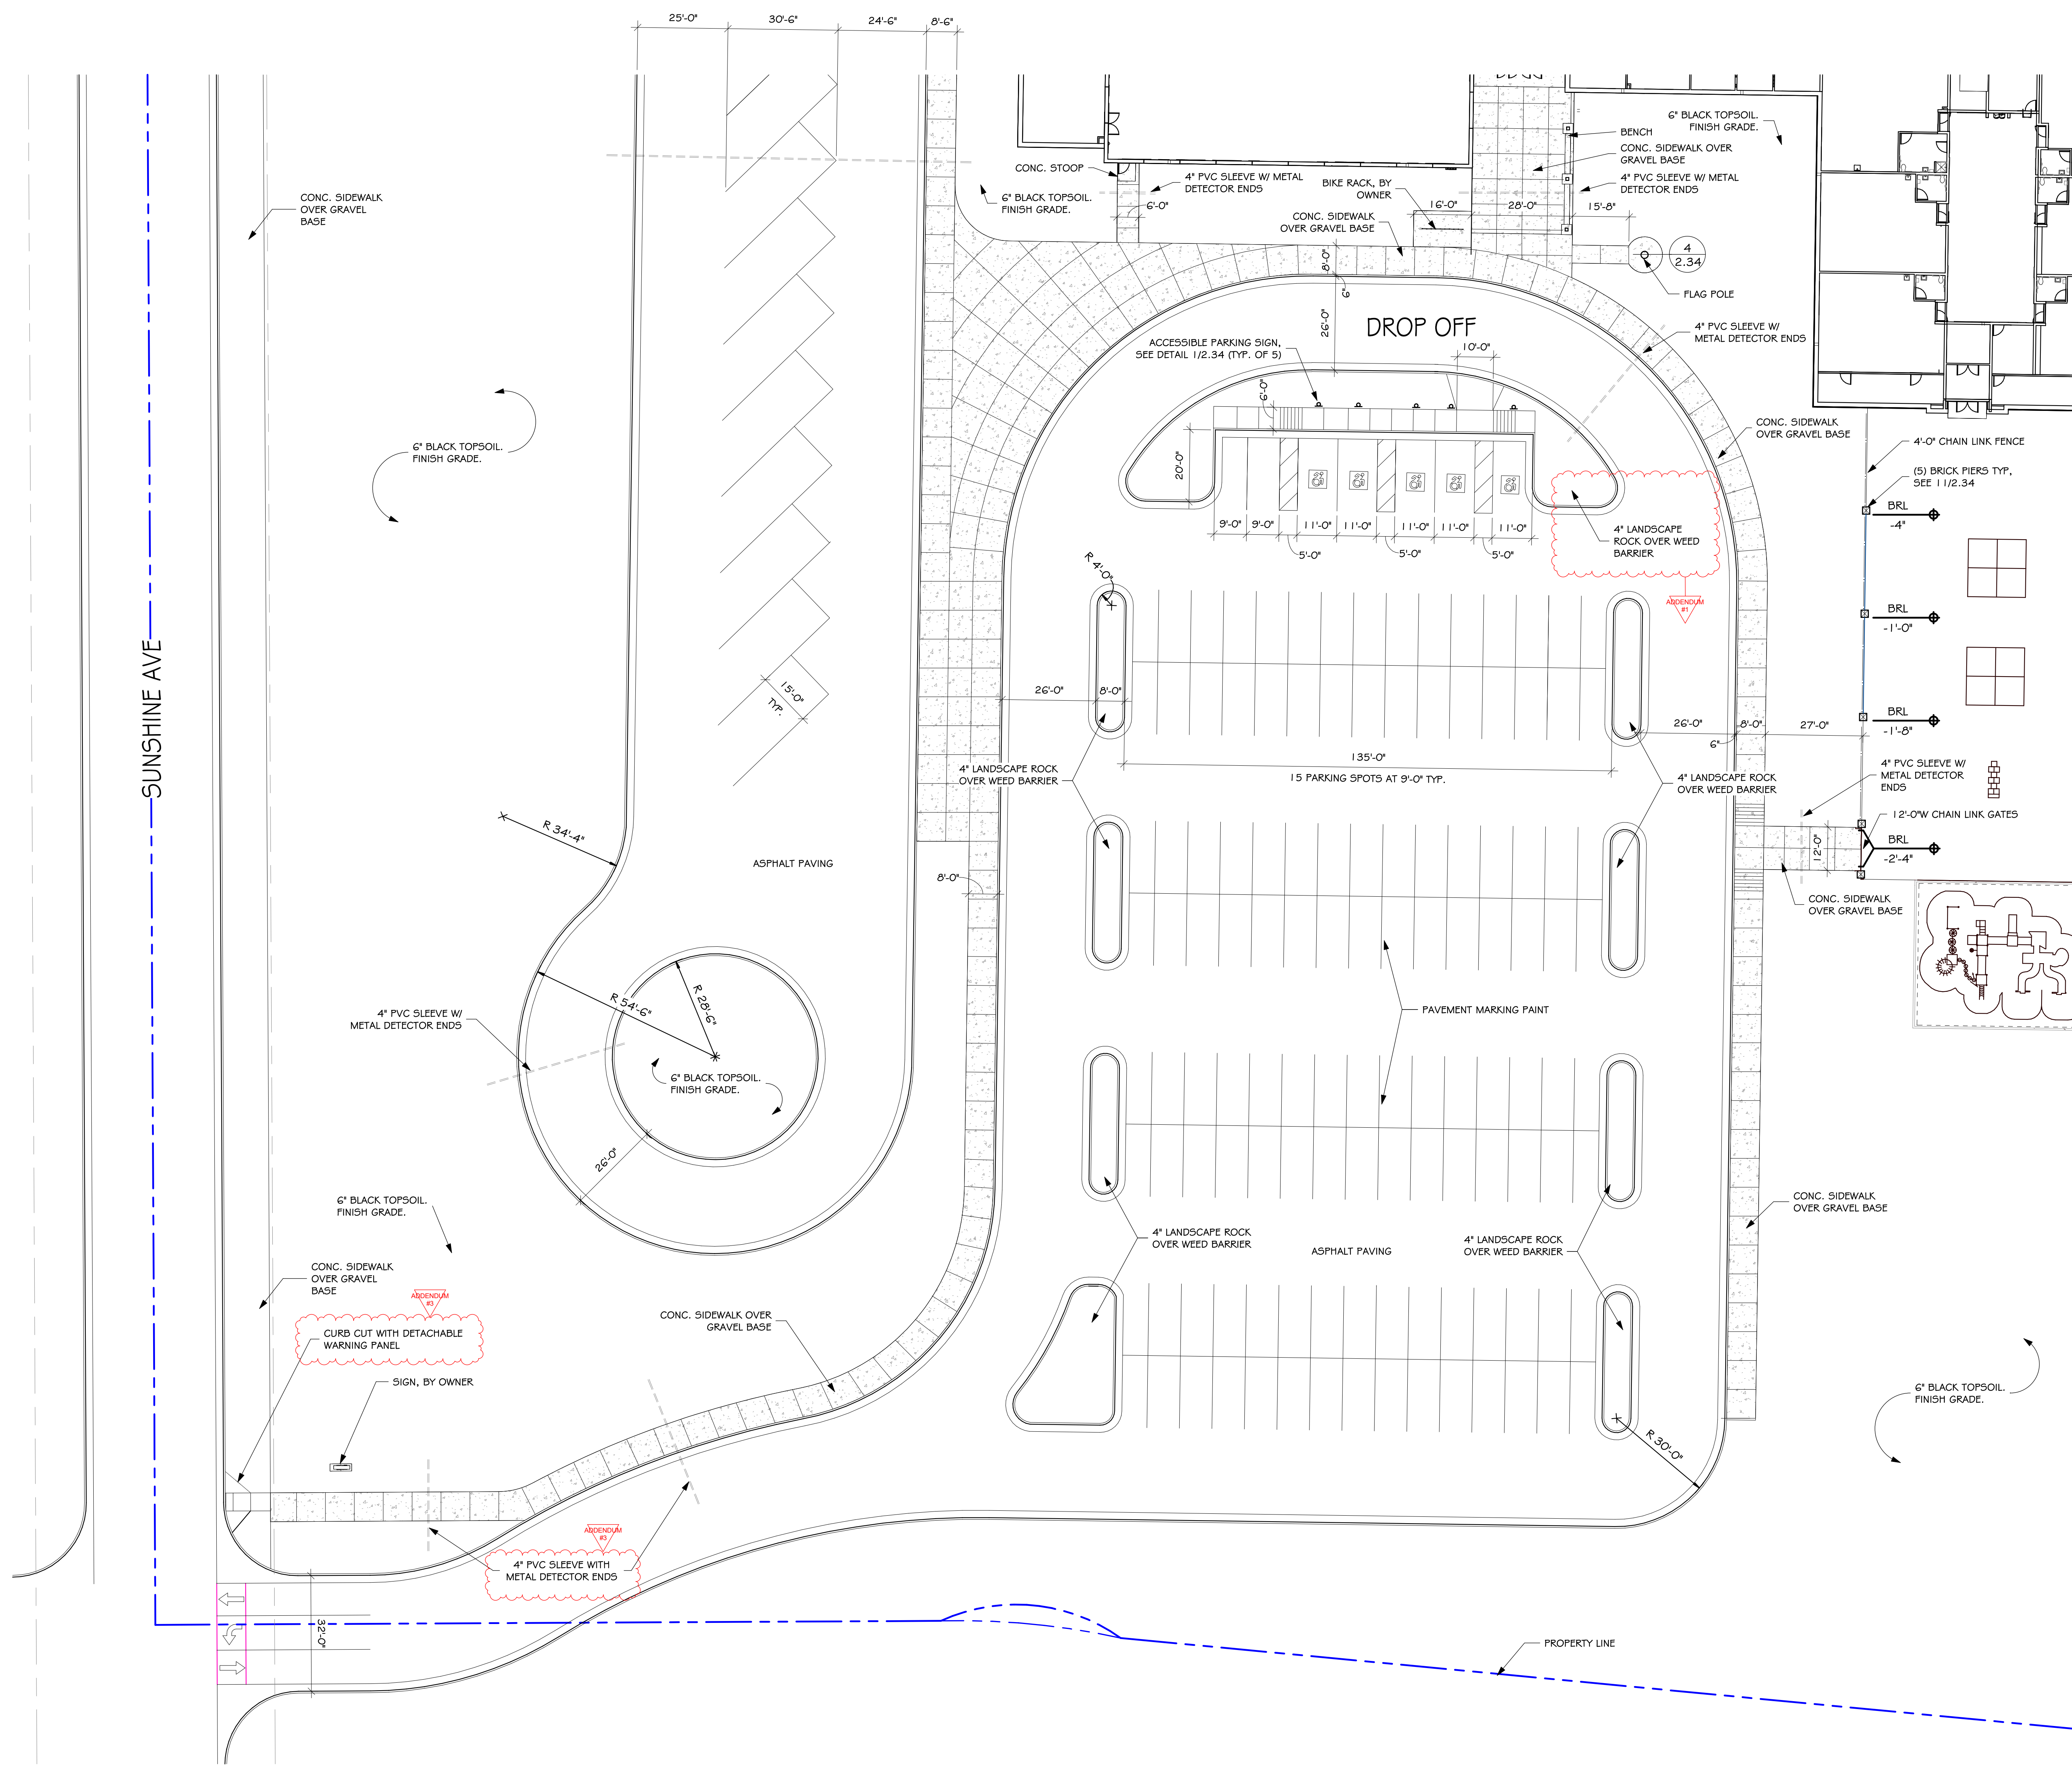 25'-0"
30'-6"
24'-6"
8'-6"
6" BLACK TOPSOIL.
FINISH GRADE.
BENCH
CONC. SIDEWALK OVER
GRAVEL BASE
4" PVC SLEEVE W/ METAL
DETECTOR ENDS
CONC. STOOP
4" PVC SLEEVE W/ METAL
DETECTOR ENDS
BIKE RACK, BY
OWNER
6" BLACK TOPSOIL.
FINISH GRADE.
6'-0"
16'-0"
28'-0"
15'-8"
CONC. SIDEWALK
OVER GRAVEL
BASE
CONC. SIDEWALK
OVER GRAVEL BASE
4
2.34
8'-0"
6"
FLAG POLE
26'-0"
DROP OFF
4" PVC SLEEVE W/
METAL DETECTOR ENDS
ACCESSIBLE PARKING SIGN,
SEE DETAIL 1/2.34 (TYP. OF 5)
10'-0"
6'-0"
CONC. SIDEWALK
OVER GRAVEL BASE
4'-0" CHAIN LINK FENCE
6" BLACK TOPSOIL.
FINISH GRADE.
20'-0"
(5) BRICK PIERS TYP,
SEE 11/2.34
BRL
-4"
9'-0"
9'-0"
11'-0"
11'-0"
11'-0"
11'-0"
11'-0"
5'-0"
5'-0"
5'-0"
4" LANDSCAPE
ROCK OVER WEED
BARRIER
R 4'-0"
ADDENDUM
#1
BRL
-1'-0"
SUNSHINE AVE
15'-0"
TYP.
26'-0"
8'-0"
26'-0"
8'-0"
27'-0"
6"
BRL
-1'-8"
135'-0"
15 PARKING SPOTS AT 9'-0" TYP.
4" LANDSCAPE ROCK
OVER WEED BARRIER
4" LANDSCAPE ROCK
OVER WEED BARRIER
4" PVC SLEEVE W/
METAL DETECTOR
ENDS
12'-0"W CHAIN LINK GATES
R 34'-4"
ASPHALT PAVING
12'-0"
BRL
-2'-4"
8'-0"
CONC. SIDEWALK
OVER GRAVEL BASE
R 54'-6"
R 28'-6"
4" PVC SLEEVE W/
METAL DETECTOR ENDS
PAVEMENT MARKING PAINT
6" BLACK TOPSOIL.
FINISH GRADE.
26'-0"
6" BLACK TOPSOIL.
FINISH GRADE.
CONC. SIDEWALK
OVER GRAVEL BASE
4" LANDSCAPE ROCK
OVER WEED BARRIER
ASPHALT PAVING
4" LANDSCAPE ROCK
OVER WEED BARRIER
CONC. SIDEWALK
OVER GRAVEL
BASE
ADDENDUM
#3
CURB CUT WITH DETACHABLE
WARNING PANEL
CONC. SIDEWALK OVER
GRAVEL BASE
SIGN, BY OWNER
6" BLACK TOPSOIL.
FINISH GRADE.
R 30'-0"
ADDENDUM
#3
4" PVC SLEEVE WITH
METAL DETECTOR ENDS
32'-0"
PROPERTY LINE